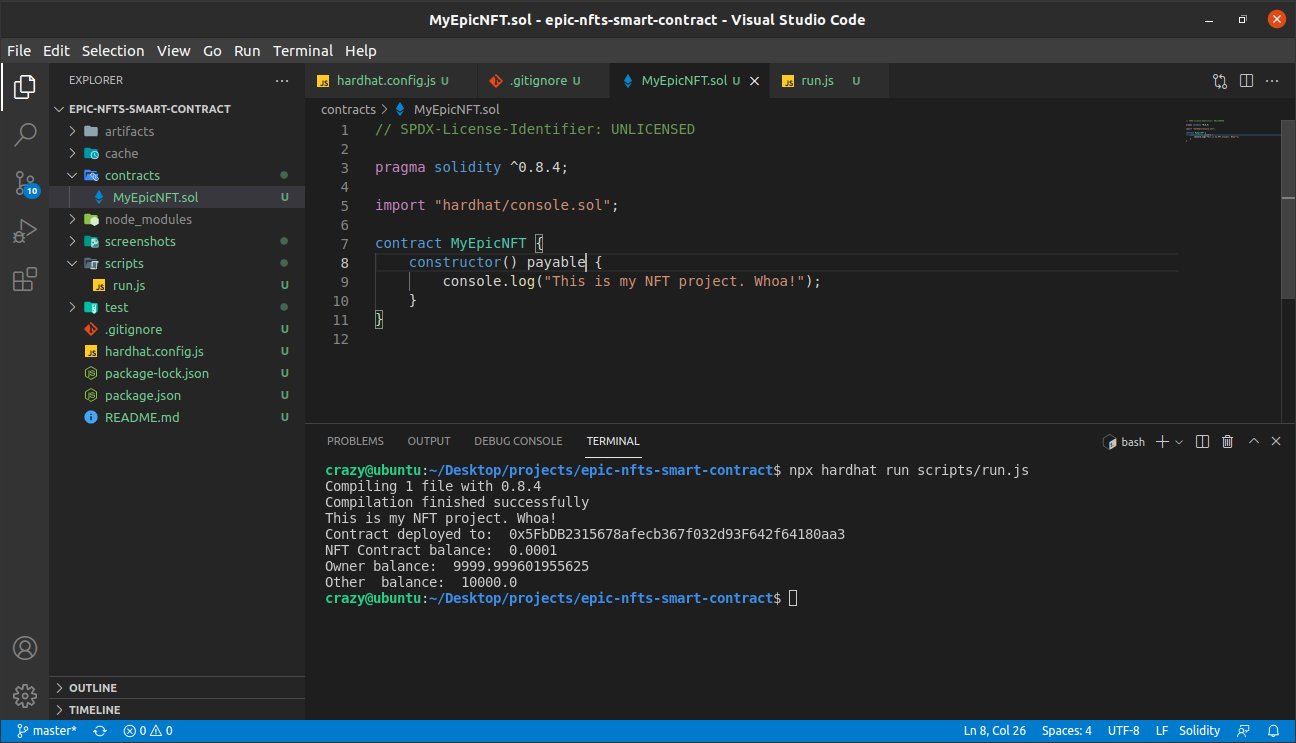 MyEpicNFT.sol - epic-nfts-smart-contract - Visual Studio Code
File Edit Selection View Go Run Terminal Help
EXPLORER
EPIC-NFTS-SMART-CONTRACT
artifacts
cache
contracts
MyEpicNFT.sol U
node_modules
screenshots
scripts
run.js U
test
.gitignore U
hardhat.config.js U
package-lock.json U
package.json U
README.md U
OUTLINE
TIMELINE
10
hardhat.config.js U .gitignore U MyEpicNFT.sol U run.js U
contracts > MyEpicNFT.sol
1 // SPDX-License-Identifier: UNLICENSED
2
3 pragma solidity ^0.8.4;
4
5 import "hardhat/console.sol";
6
7 contract MyEpicNFT {
8 constructor() payable {
9 console.log("This is my NFT project. Whoa!");
10 }
11 }
12
PROBLEMS OUTPUT DEBUG CONSOLE TERMINAL bash
crazy@ubuntu:~/Desktop/projects/epic-nfts-smart-contract$ npx hardhat run scripts/run.js
Compiling 1 file with 0.8.4
Compilation finished successfully
This is my NFT project. Whoa!
Contract deployed to:  0x5FbDB2315678afecb367f032d93F642f64180aa3
NFT Contract balance:  0.0001
Owner balance:  9999.999601955625
Other  balance:  10000.0
crazy@ubuntu:~/Desktop/projects/epic-nfts-smart-contract$
master* 0 0 Ln 8, Col 26 Spaces: 4 UTF-8 LF Solidity